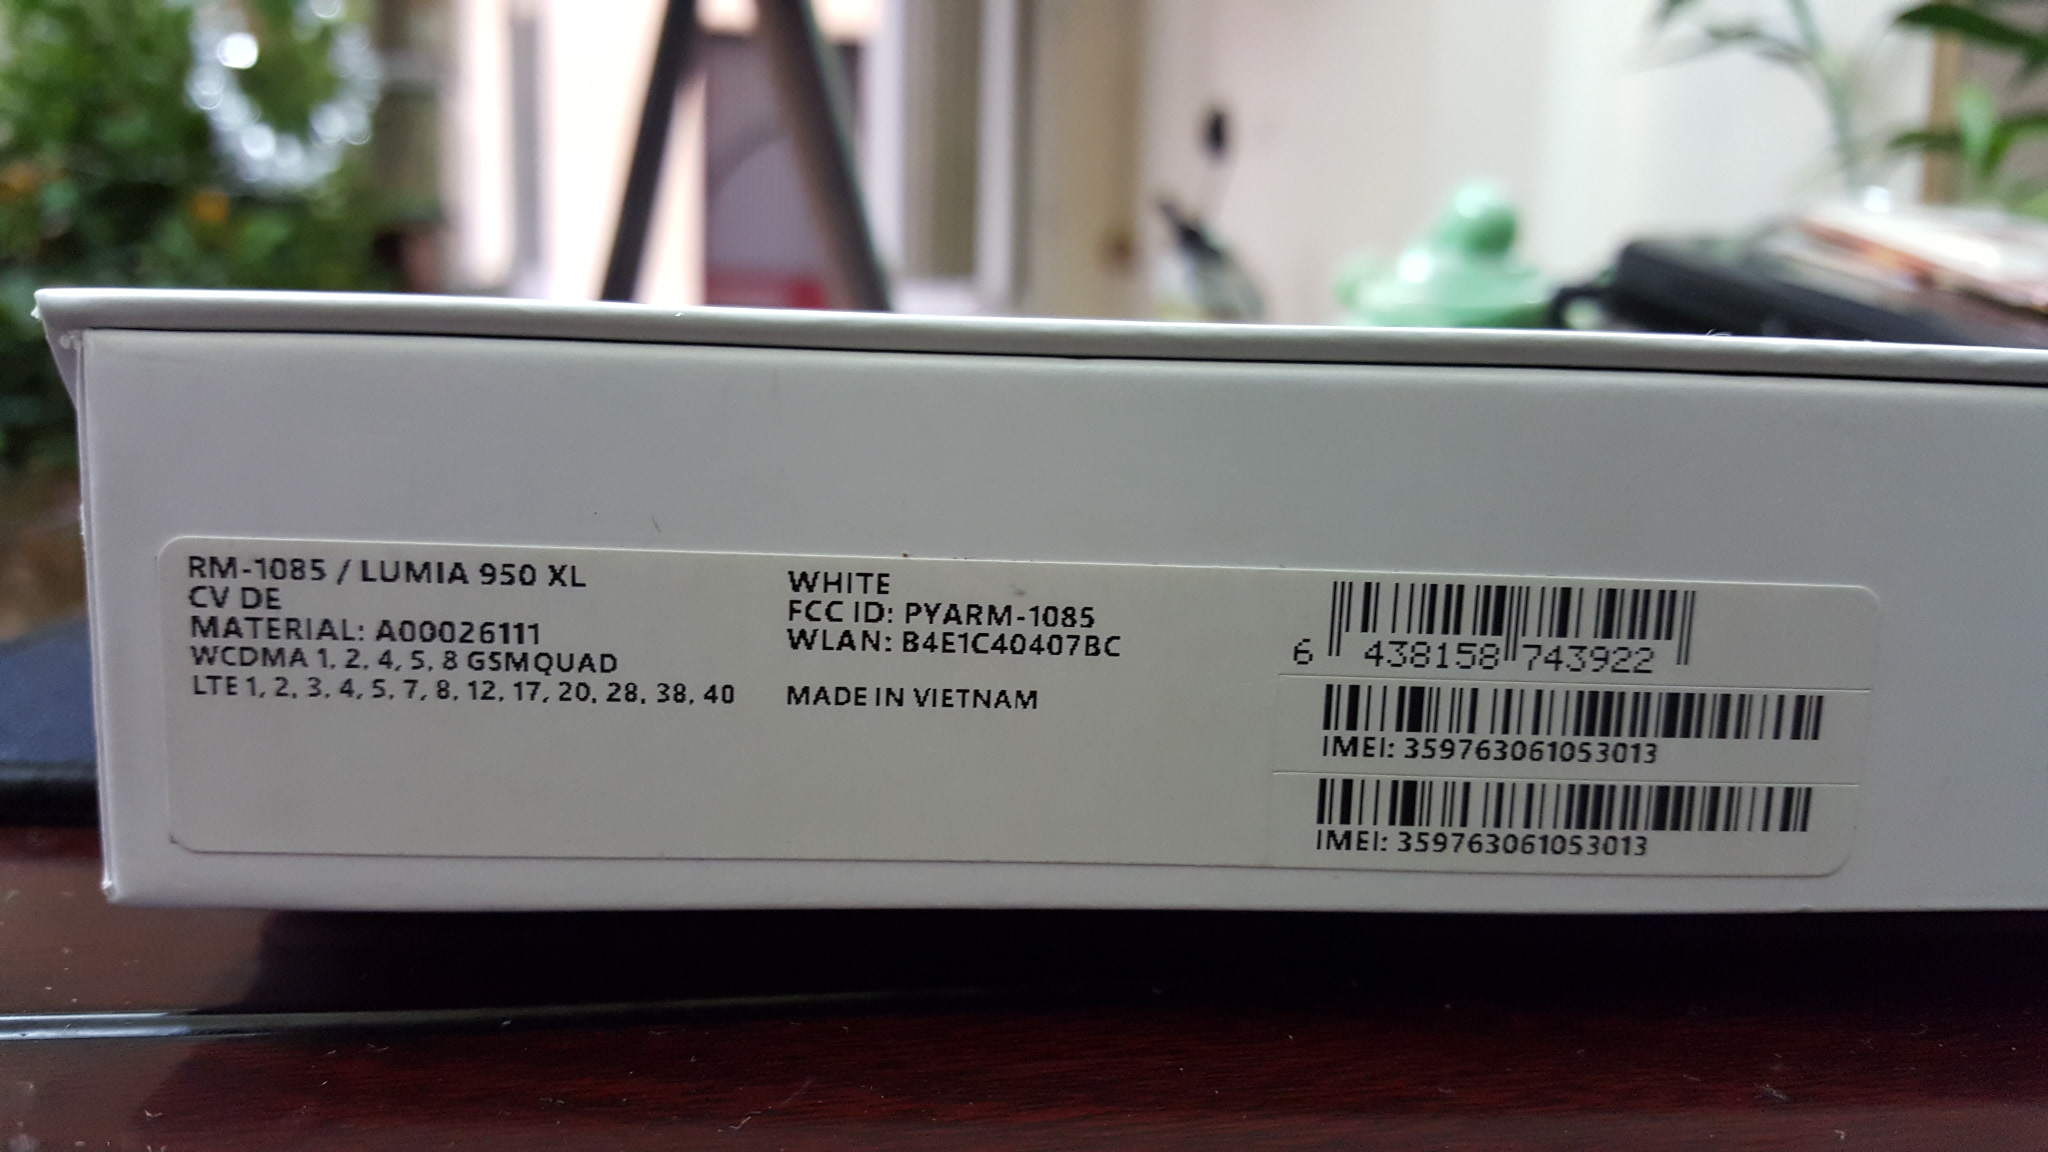 RM-1085 / LUMIA 950 XL
CV DE
MATERIAL: A00026111
WCDMA 1, 2, 4, 5, 8 GSMQUAD
LTE 1, 2, 3, 4, 5, 7, 8, 12, 17, 20, 28, 38, 40
WHITE
FCC ID: PYARM-1085
WLAN: B4E1C40407BC
MADE IN VIETNAM
6 438158 743922
IMEI: 359763061053013
IMEI: 359763061053013